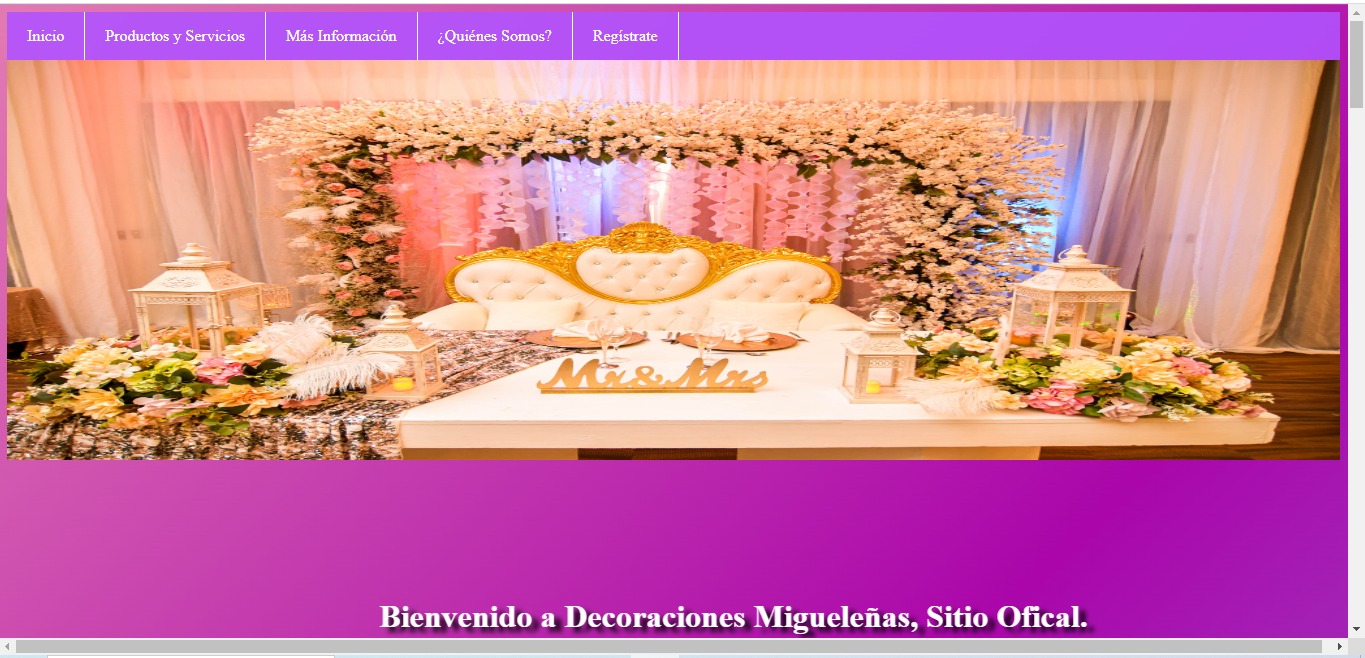 Inicio
Productos y Servicios
Más Información
¿Quiénes Somos?
Regístrate
Mr & Mrs
Bienvenido a Decoraciones Migueleñas, Sitio Ofical.